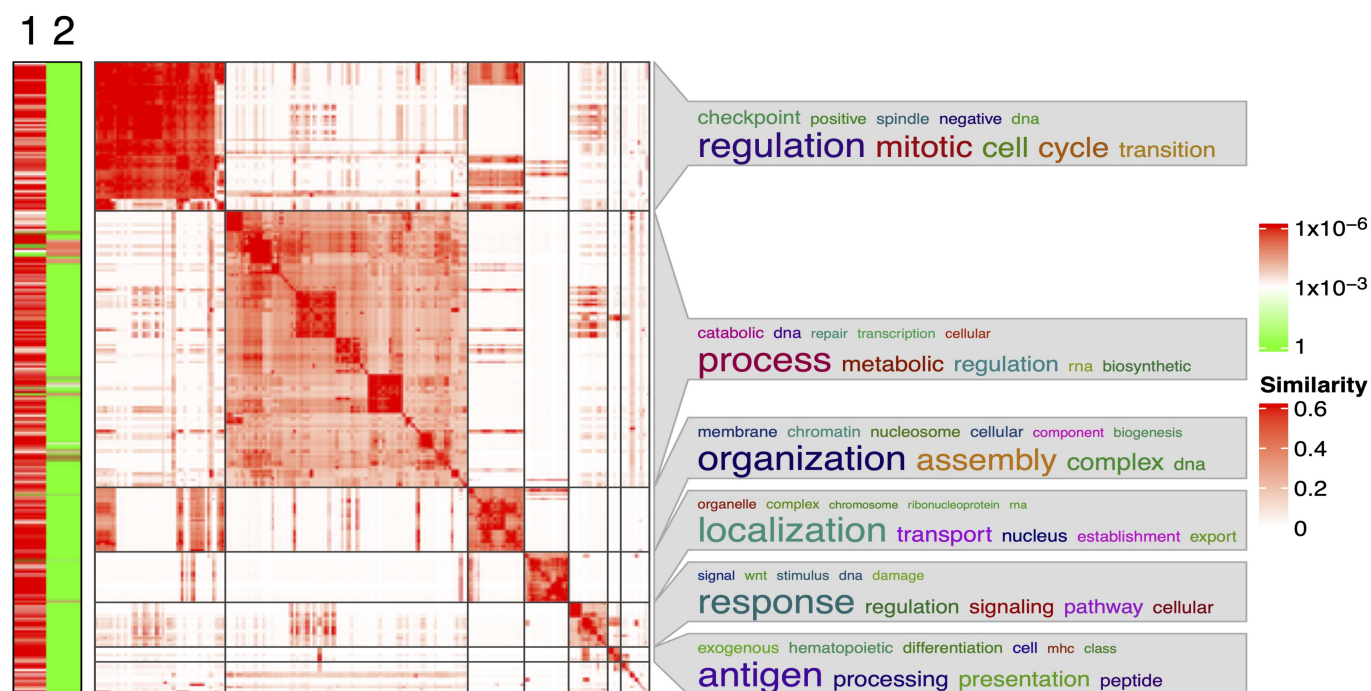 1 2
checkpoint positive spindle negative dna
regulation mitotic cell cycle transition
catabolic dna repair transcription cellular
process metabolic regulation rna biosynthetic
membrane chromatin nucleosome cellular component biogenesis
organization assembly complex dna
organelle complex chromosome ribonucleoprotein rna
localization transport nucleus establishment export
signal wnt stimulus dna damage
response regulation signaling pathway cellular
exogenous hematopoietic differentiation cell mhc class
antigen processing presentation peptide
1x10⁻⁶
1x10⁻³
1
Similarity
0.6
0.4
0.2
0